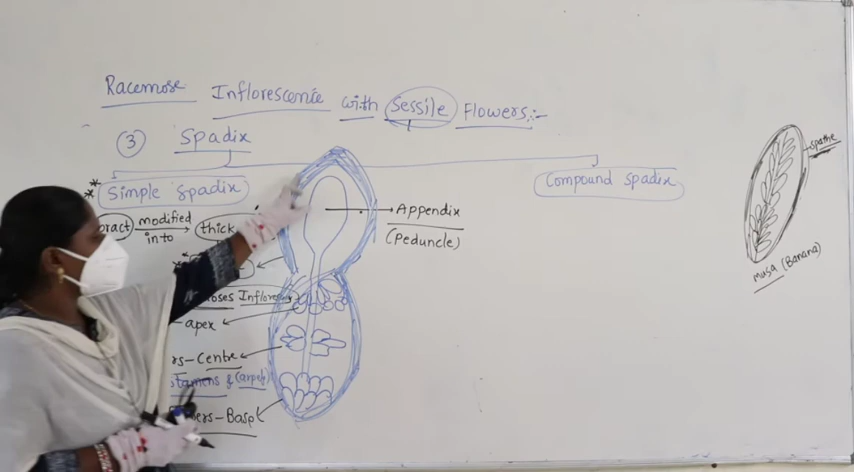 Racemose Inflorescence with Sessile Flowers:-
③ Spadix
Simple Spadix
Compound Spadix
spathe
bract modified into thick
Appendix
(Peduncle)
musa (Banana)
- apex
- Centre
stamens & carpels
- Base